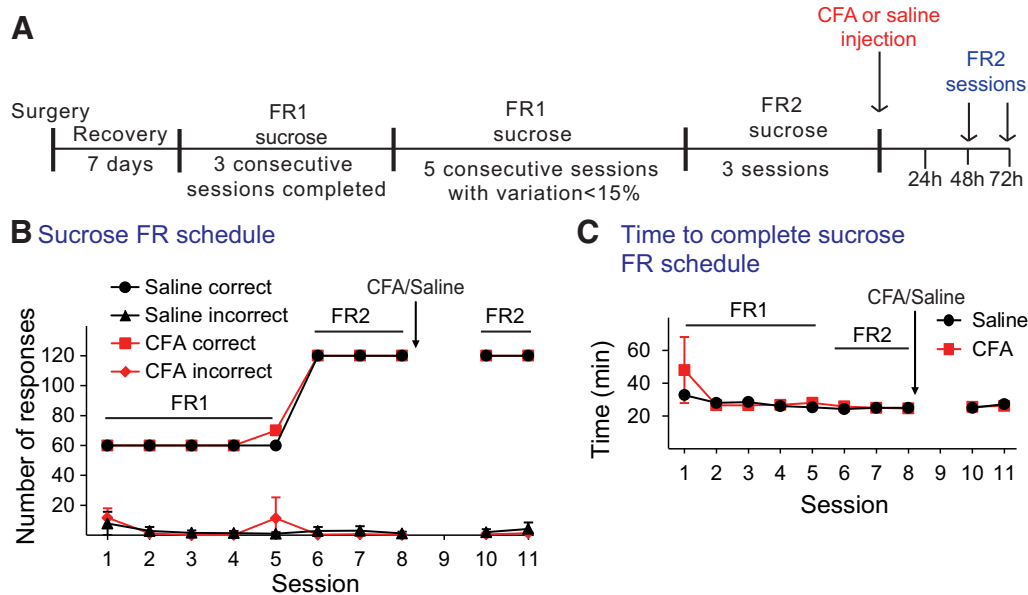 A
CFA or saline
injection
FR2
sessions
Surgery
Recovery
7 days
FR1
sucrose
3 consecutive
sessions completed
FR1
sucrose
5 consecutive sessions
with variation<15%
FR2
sucrose
3 sessions
24h 48h 72h
B Sucrose FR schedule
Saline correct
Saline incorrect
CFA correct
CFA incorrect
CFA/Saline
FR2
FR2
FR1
Number of responses
120
100
80
60
40
20
1 2 3 4 5 6 7 8 9 10 11
Session
C Time to complete sucrose
FR schedule
CFA/Saline
Saline
CFA
FR1
FR2
Time (min)
60
40
20
1 2 3 4 5 6 7 8 9 10 11
Session